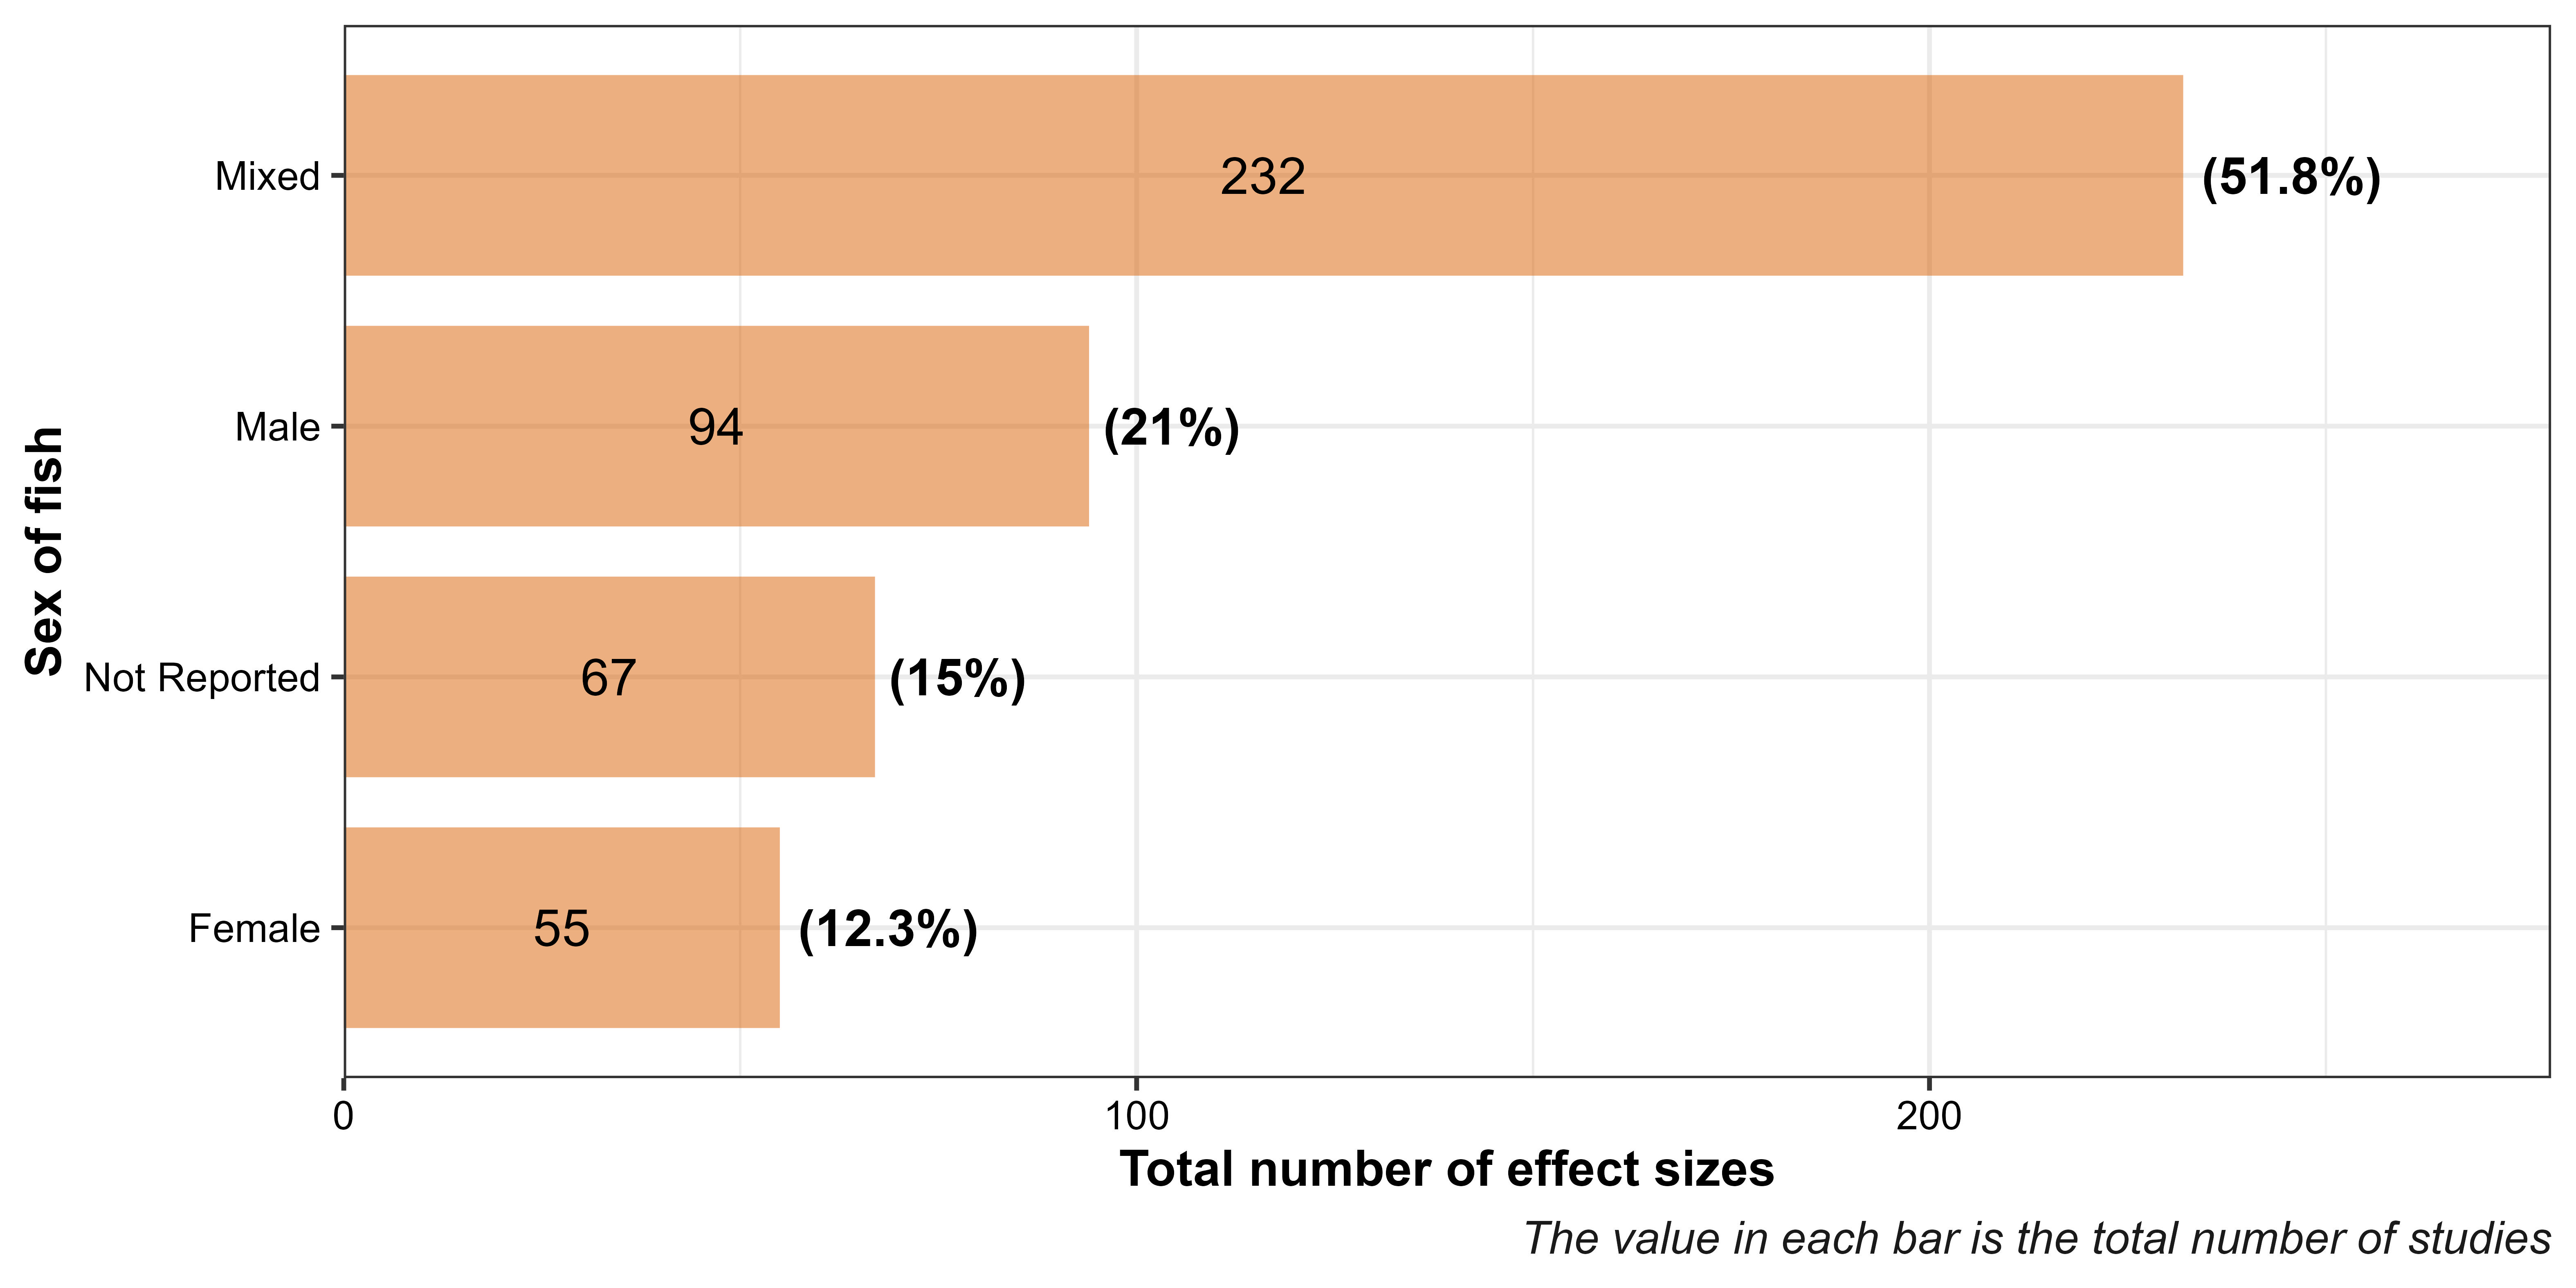 Sex of fish
Mixed
232
(51.8%)
Male
94
(21%)
Not Reported
67
(15%)
Female
55
(12.3%)
0
100
200
Total number of effect sizes
The value in each bar is the total number of studies